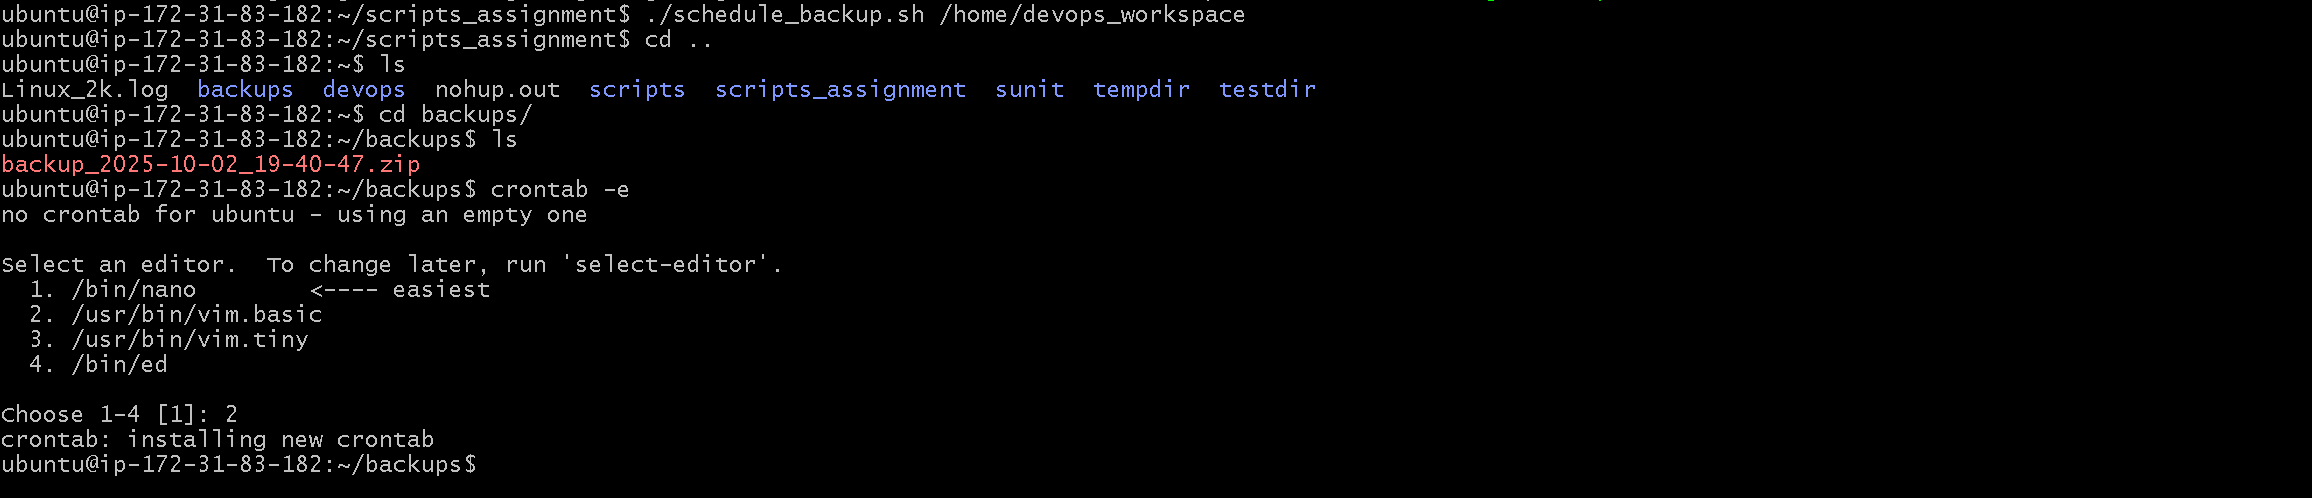 ubuntu@ip-172-31-83-182:~/scripts_assignment$ ./schedule_backup.sh /home/devops_workspace
ubuntu@ip-172-31-83-182:~/scripts_assignment$ cd ..
ubuntu@ip-172-31-83-182:~$ ls
Linux_2k.log  backups  devops  nohup.out  scripts  scripts_assignment  sunit  tempdir  testdir
ubuntu@ip-172-31-83-182:~$ cd backups/
ubuntu@ip-172-31-83-182:~/backups$ ls
backup_2025-10-02_19-40-47.zip
ubuntu@ip-172-31-83-182:~/backups$ crontab -e
no crontab for ubuntu - using an empty one
Select an editor.  To change later, run 'select-editor'.
  1. /bin/nano        <---- easiest
  2. /usr/bin/vim.basic
  3. /usr/bin/vim.tiny
  4. /bin/ed
Choose 1-4 [1]: 2
crontab: installing new crontab
ubuntu@ip-172-31-83-182:~/backups$